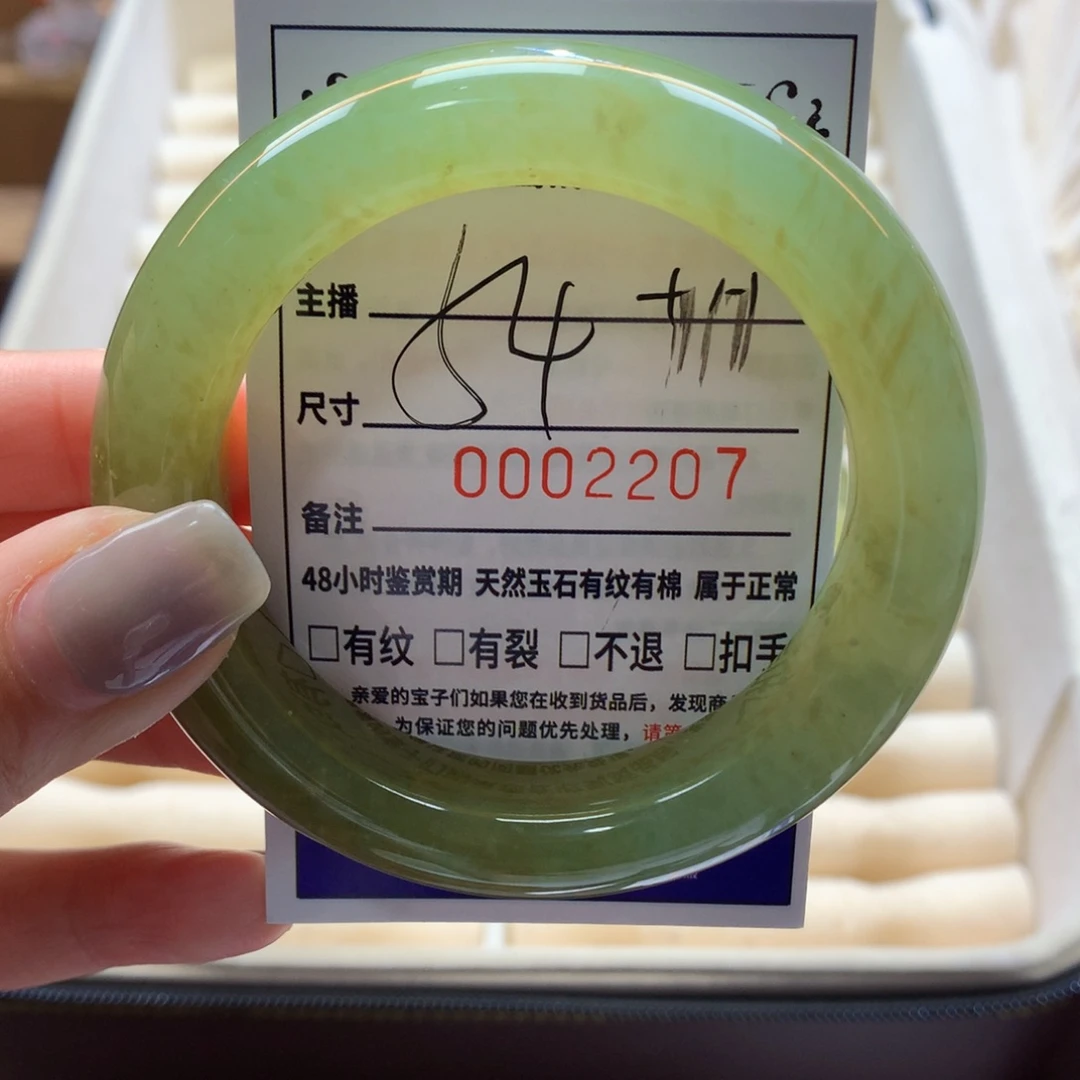 主播
54
尺寸
0002207
备注
48小时鉴赏期 天然玉石有纹有棉 属于正常
□有纹 □有裂 □不退 □扣手
亲爱的宝子们如果您在收到货品后，发现商
为保证您的问题优先处理，请等